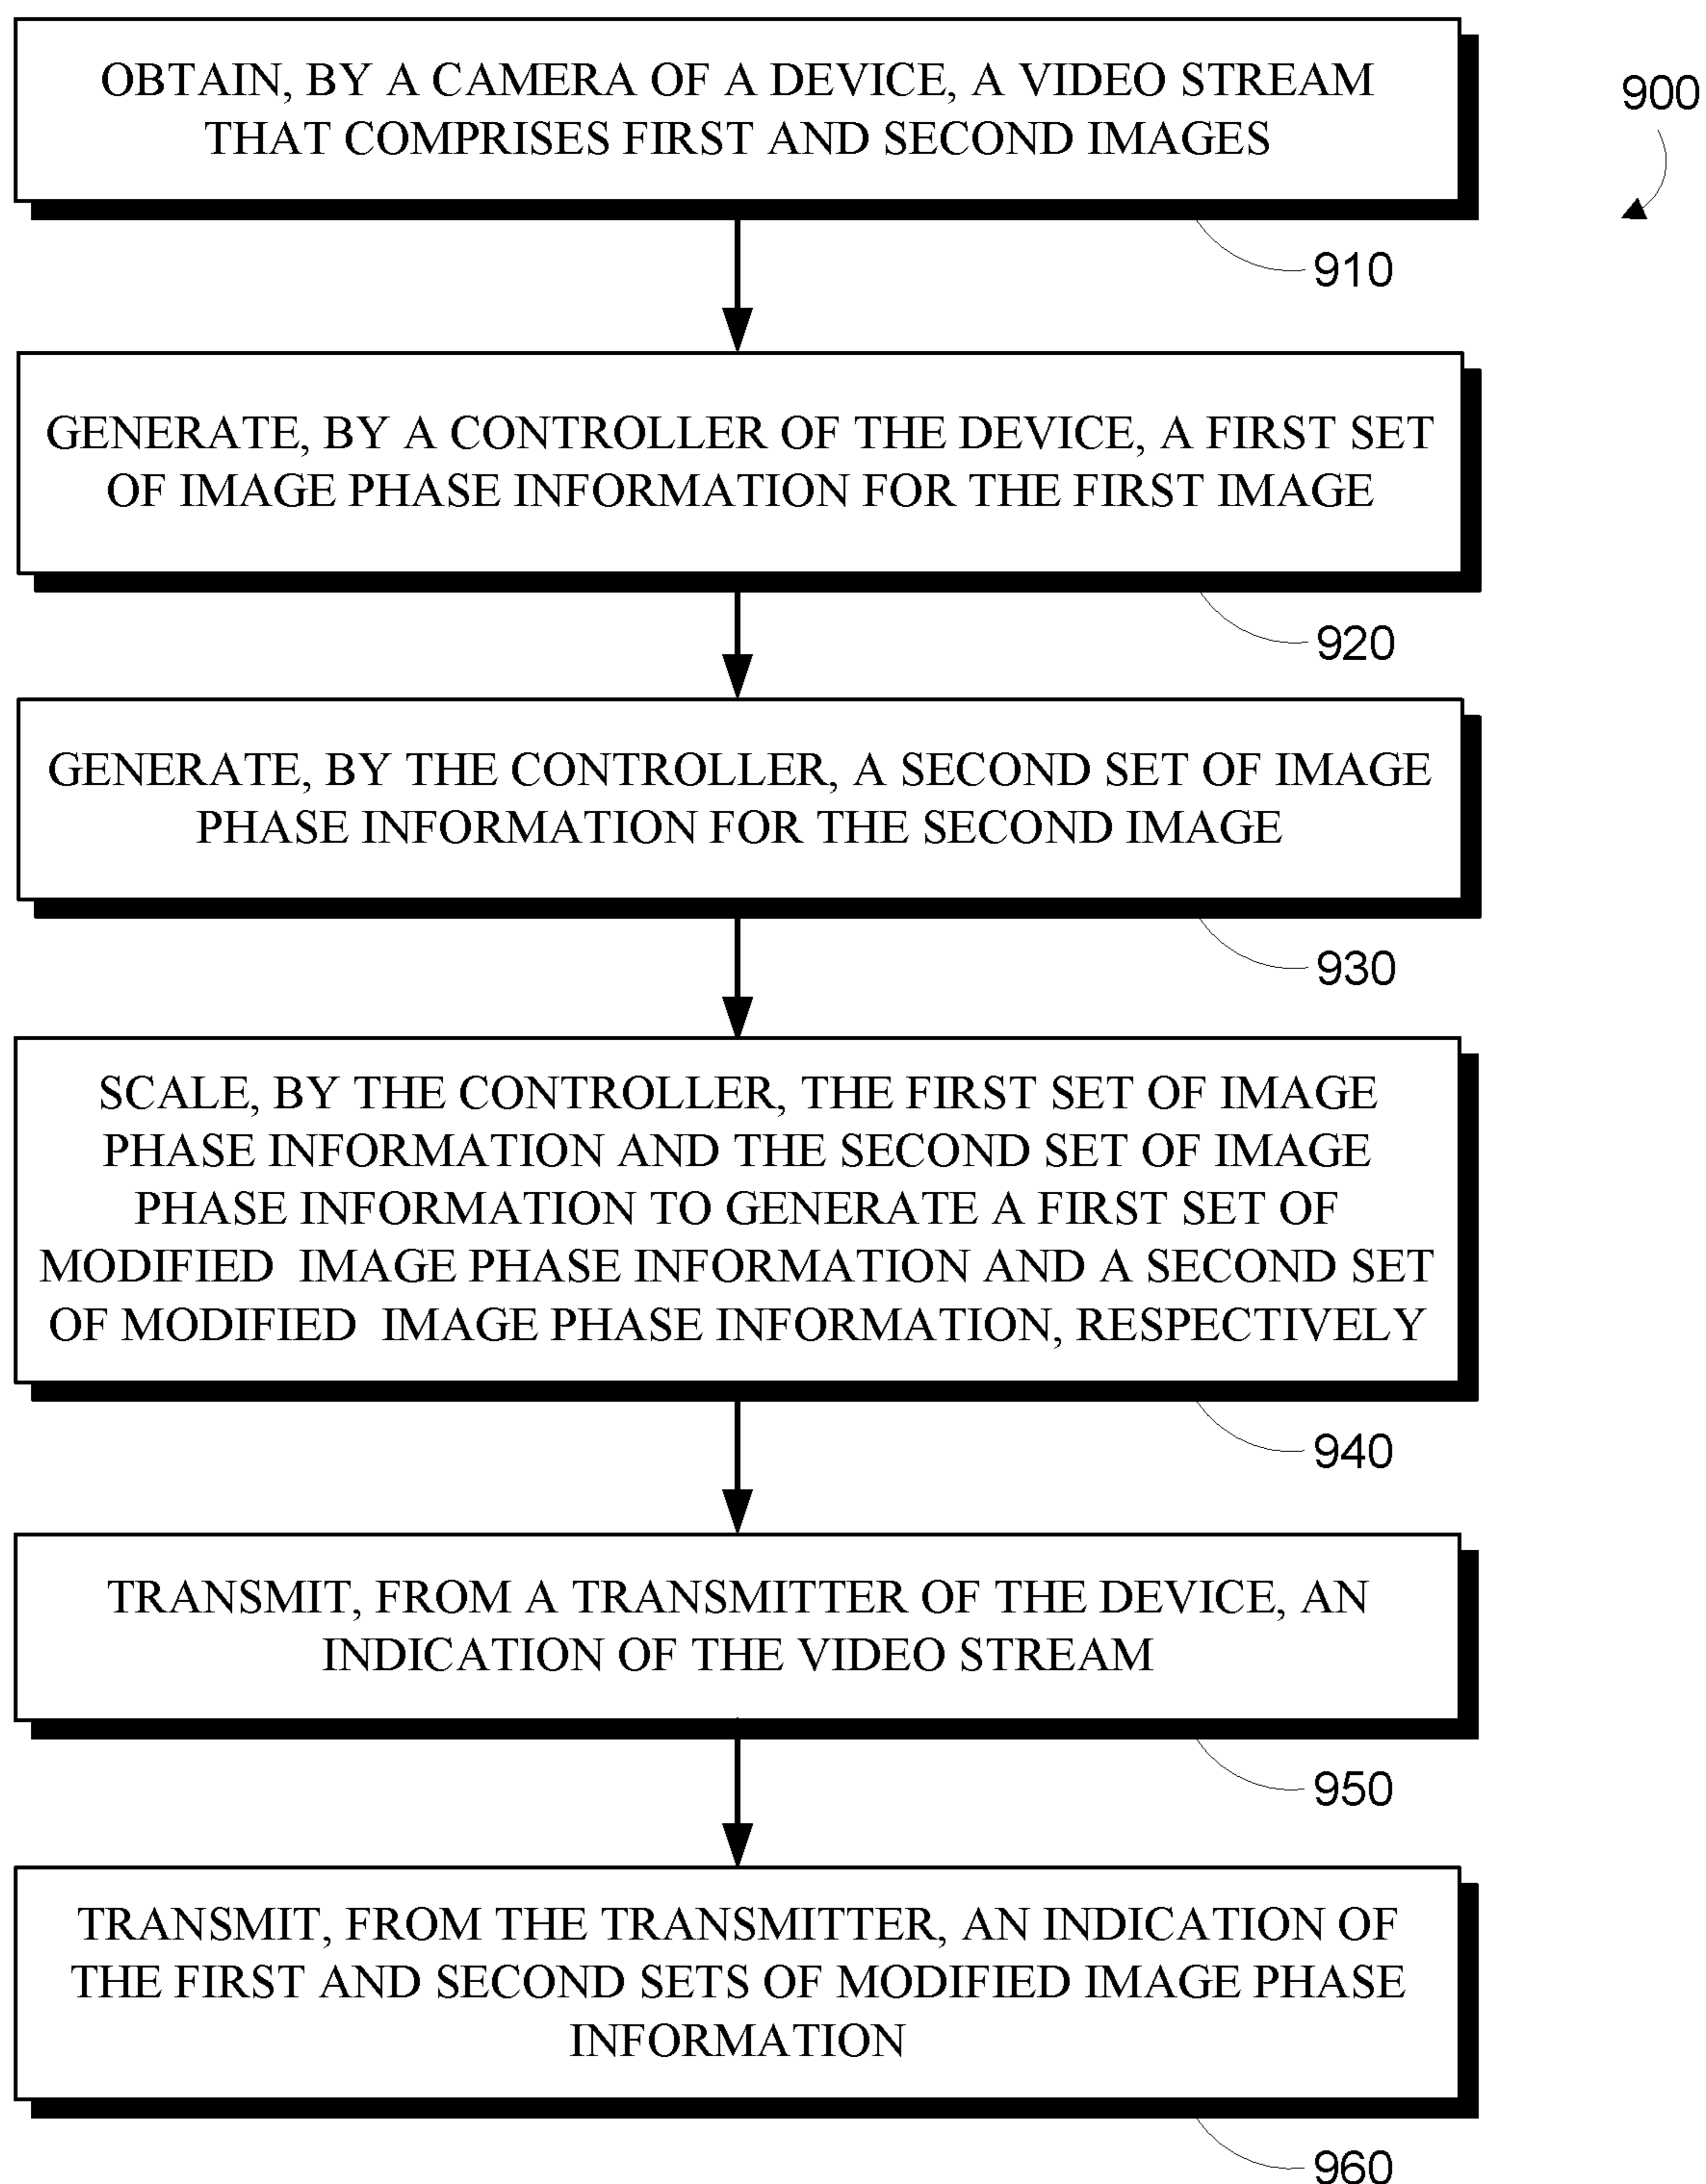 OBTAIN, BY A CAMERA OF A DEVICE, A VIDEO STREAM
THAT COMPRISES FIRST AND SECOND IMAGES
900
910
GENERATE, BY A CONTROLLER OF THE DEVICE, A FIRST SET
OF IMAGE PHASE INFORMATION FOR THE FIRST IMAGE
920
GENERATE, BY THE CONTROLLER, A SECOND SET OF IMAGE
PHASE INFORMATION FOR THE SECOND IMAGE
930
SCALE, BY THE CONTROLLER, THE FIRST SET OF IMAGE
PHASE INFORMATION AND THE SECOND SET OF IMAGE
PHASE INFORMATION TO GENERATE A FIRST SET OF
MODIFIED IMAGE PHASE INFORMATION AND A SECOND SET
OF MODIFIED IMAGE PHASE INFORMATION, RESPECTIVELY
940
TRANSMIT, FROM A TRANSMITTER OF THE DEVICE, AN
INDICATION OF THE VIDEO STREAM
950
TRANSMIT, FROM THE TRANSMITTER, AN INDICATION OF
THE FIRST AND SECOND SETS OF MODIFIED IMAGE PHASE
INFORMATION
960